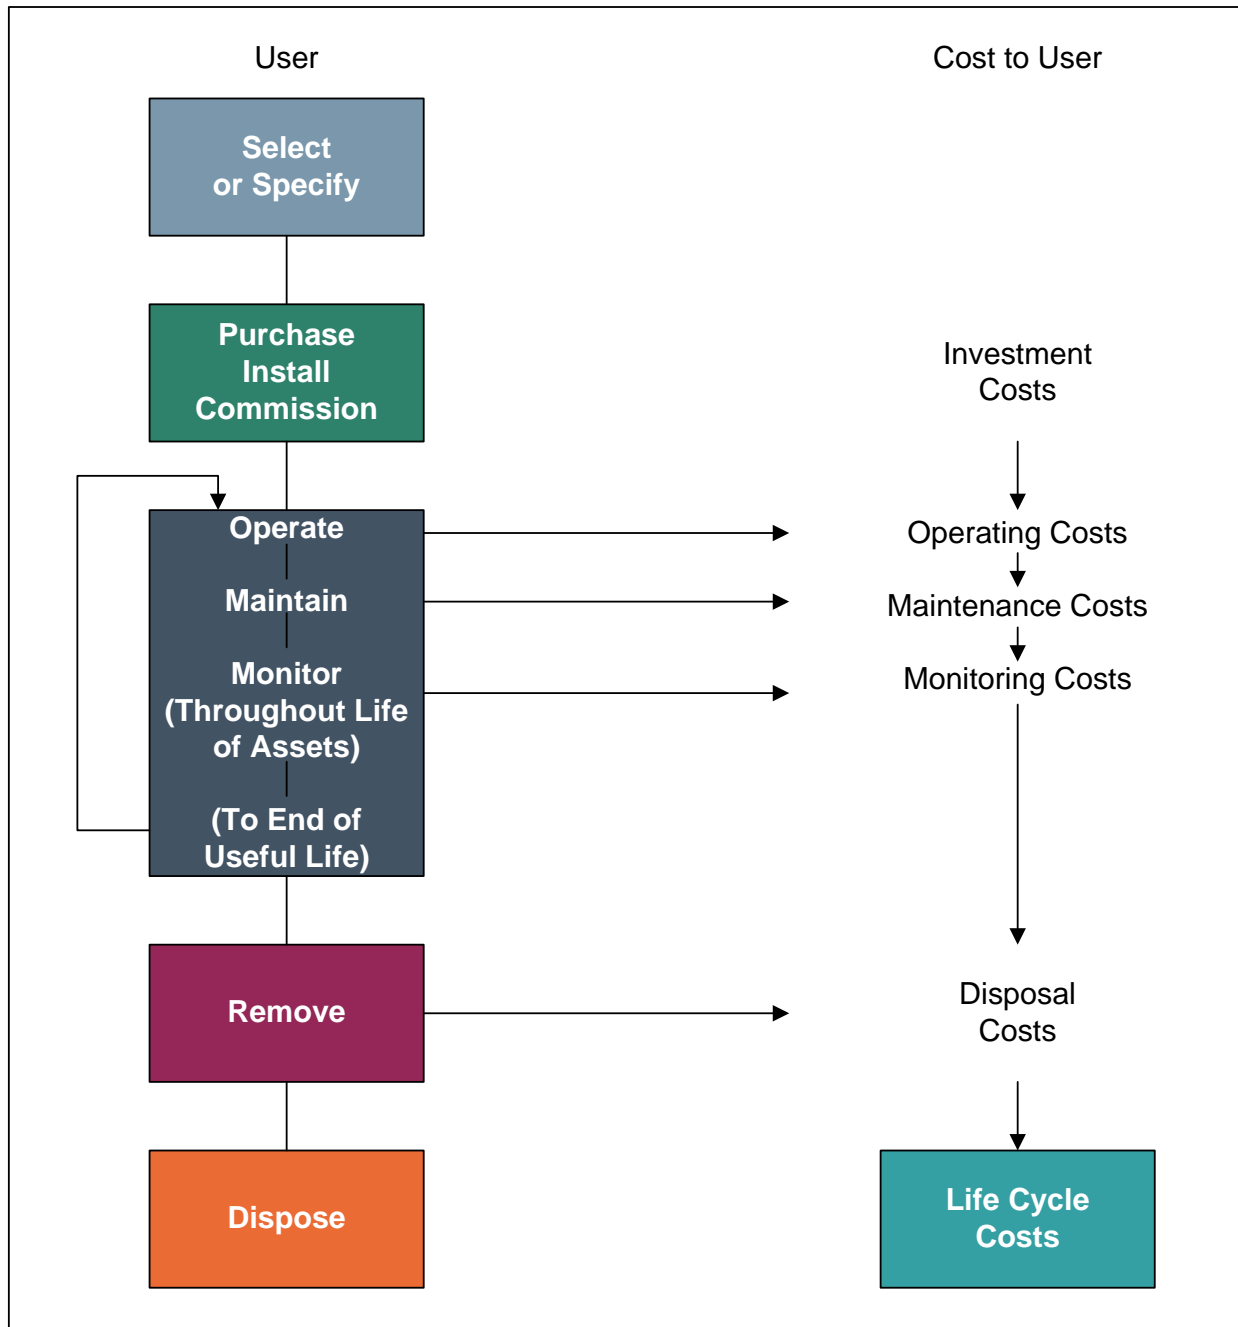 User
Cost to User
Select
or Specify
Purchase
Install
Commission
Investment
Costs
Operate
Operating Costs
Maintain
Maintenance Costs
Monitor
(Throughout Life
of Assets)
Monitoring Costs
(To End of
Useful Life)
Remove
Disposal
Costs
Dispose
Life Cycle
Costs